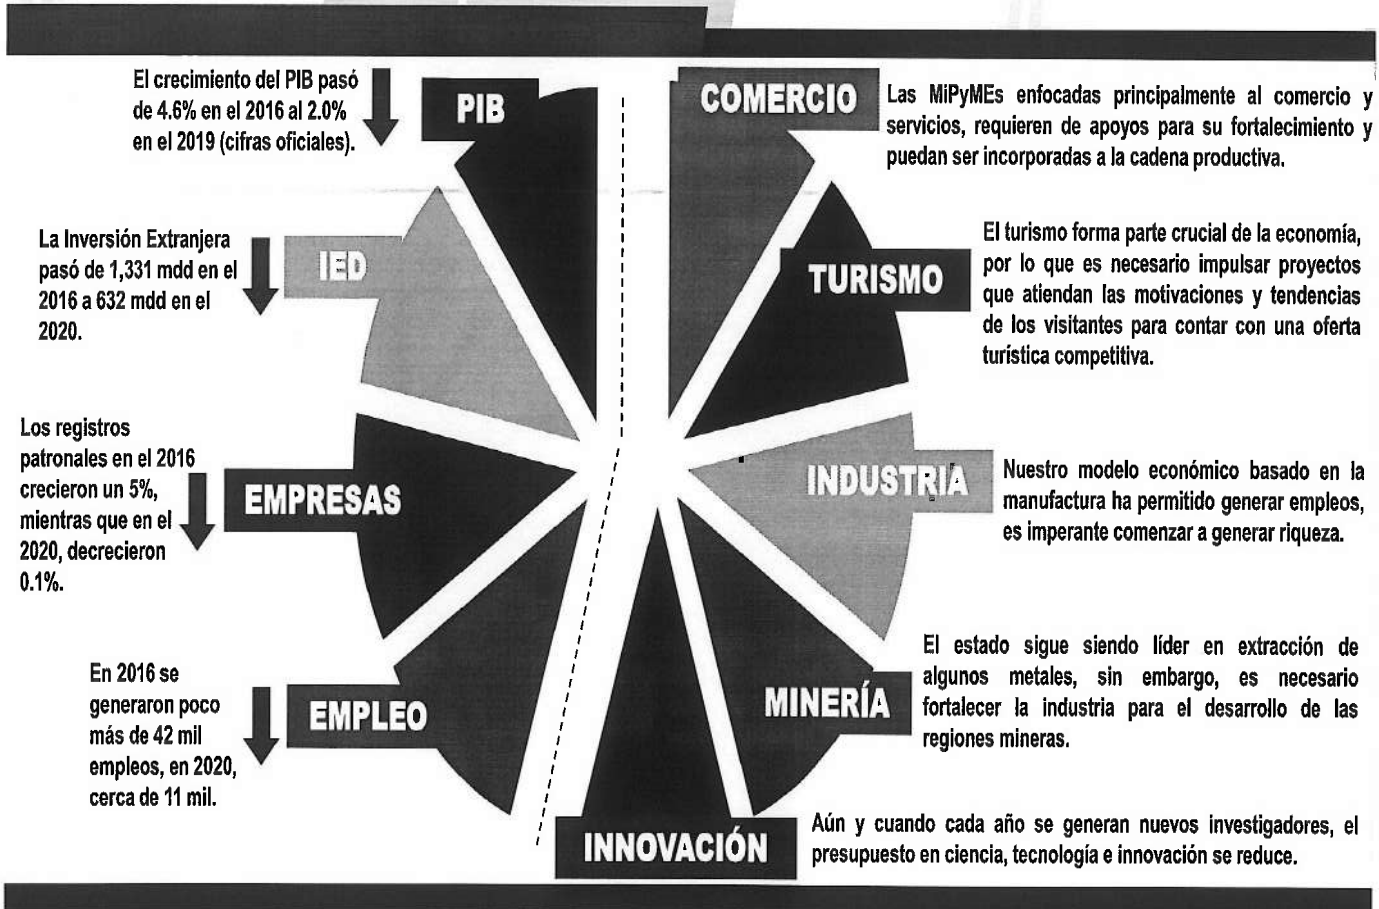 El crecimiento del PIB pasó
de 4.6% en el 2016 al 2.0%
en el 2019 (cifras oficiales).
PIB
La Inversión Extranjera
pasó de 1,331 mdd en el
2016 a 632 mdd en el
2020.
IED
Los registros
patronales en el 2016
crecieron un 5%,
mientras que en el
2020, decrecieron
0.1%.
EMPRESAS
En 2016 se
generaron poco
más de 42 mil
empleos, en 2020,
cerca de 11 mil.
EMPLEO
COMERCIO
Las MiPyMEs enfocadas principalmente al comercio y
servicios, requieren de apoyos para su fortalecimiento y
puedan ser incorporadas a la cadena productiva.
TURISMO
El turismo forma parte crucial de la economía,
por lo que es necesario impulsar proyectos
que atiendan las motivaciones y tendencias
de los visitantes para contar con una oferta
turística competitiva.
INDUSTRIA
Nuestro modelo económico basado en la
manufactura ha permitido generar empleos,
es imperante comenzar a generar riqueza.
MINERÍA
El estado sigue siendo líder en extracción de
algunos metales, sin embargo, es necesario
fortalecer la industria para el desarrollo de las
regiones mineras.
INNOVACIÓN
Aún y cuando cada año se generan nuevos investigadores, el
presupuesto en ciencia, tecnología e innovación se reduce.